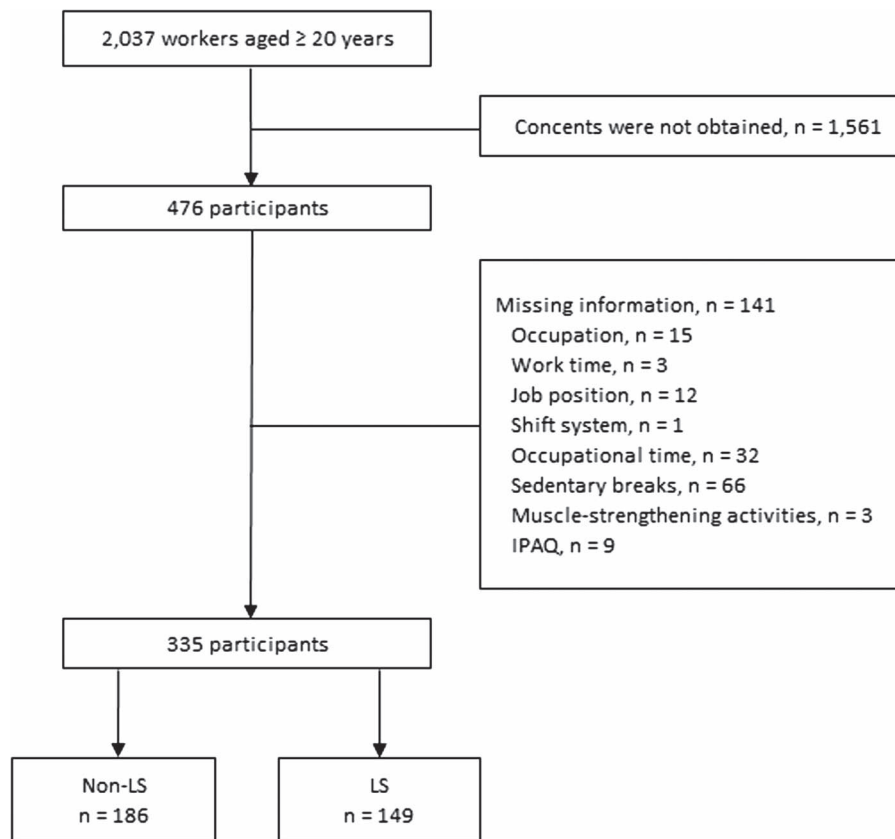 2,037 workers aged ≥ 20 years
Concents were not obtained, n = 1,561
476 participants
Missing information, n = 141
Occupation, n = 15
Work time, n = 3
Job position, n = 12
Shift system, n = 1
Occupational time, n = 32
Sedentary breaks, n = 66
Muscle-strengthening activities, n = 3
IPAQ, n = 9
335 participants
Non-LS
n = 186
LS
n = 149